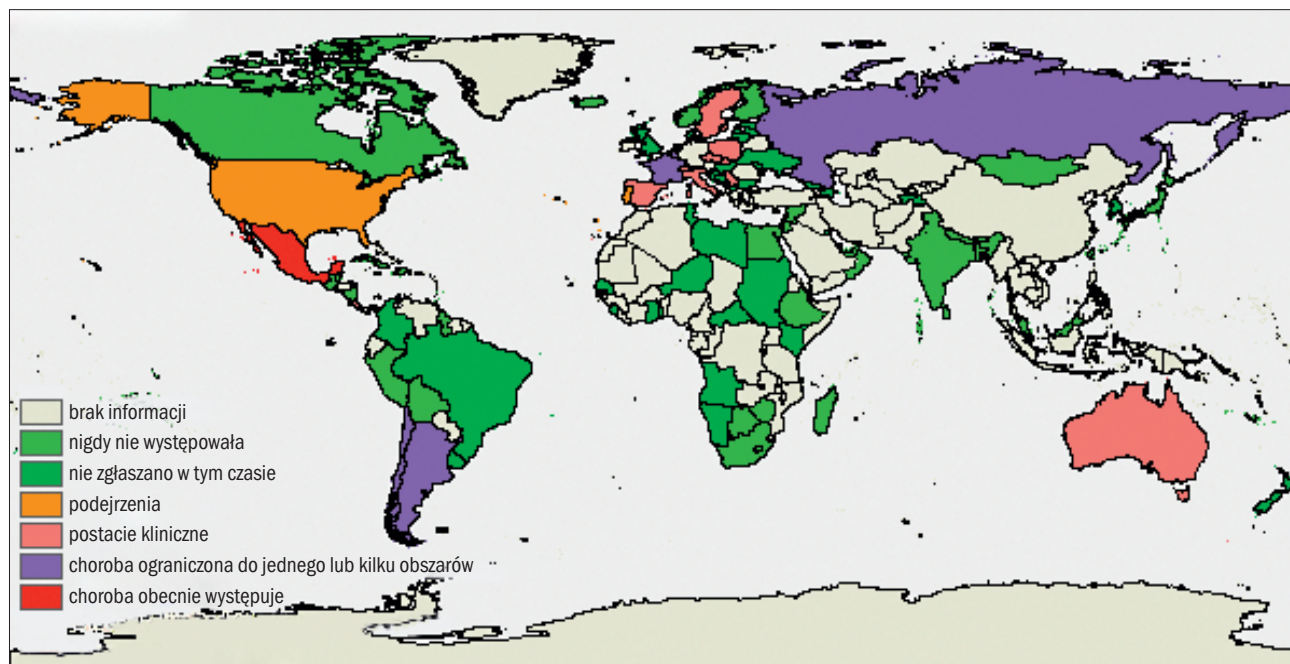 brak informacji
nigdy nie występowała
nie zgłaszano w tym czasie
podejrzenia
postacie kliniczne
choroba ograniczona do jednego lub kilku obszarów
choroba obecnie występuje